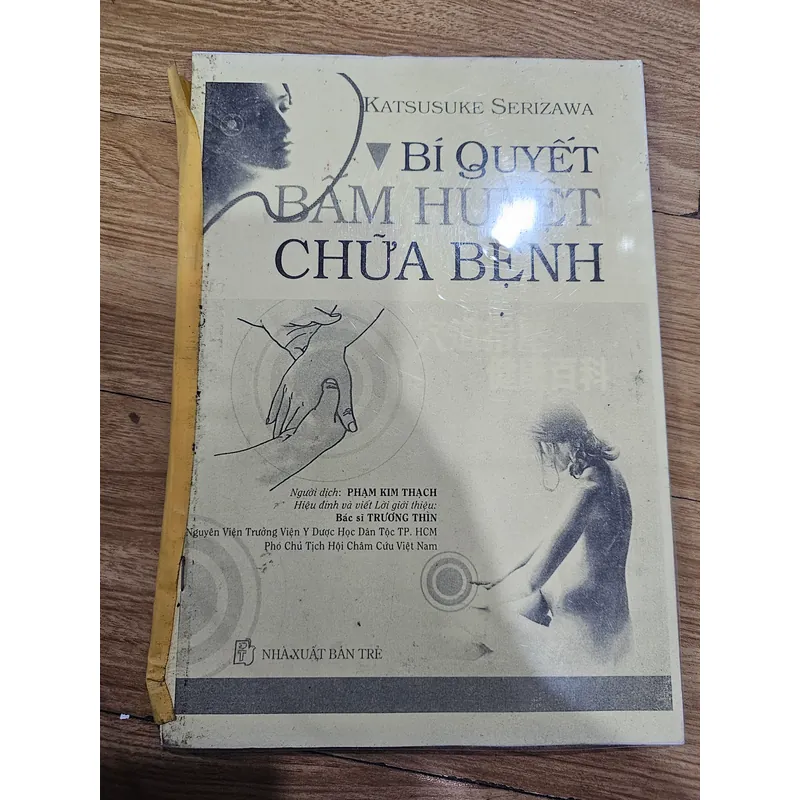 KATSUSUKE SERIZAWA
BÍ QUYẾT
BẤM HUYỆT
CHỮA BỆNH
Người dịch: PHẠM KIM THẠCH
Hiệu đính và viết Lời giới thiệu:
Bác sĩ TRƯƠNG THÌN
Nguyên Viện Trưởng Viện Y Dược Học Dân Tộc TP. HCM
Phó Chủ Tịch Hội Châm Cứu Việt Nam
NHÀ XUẤT BẢN TRẺ